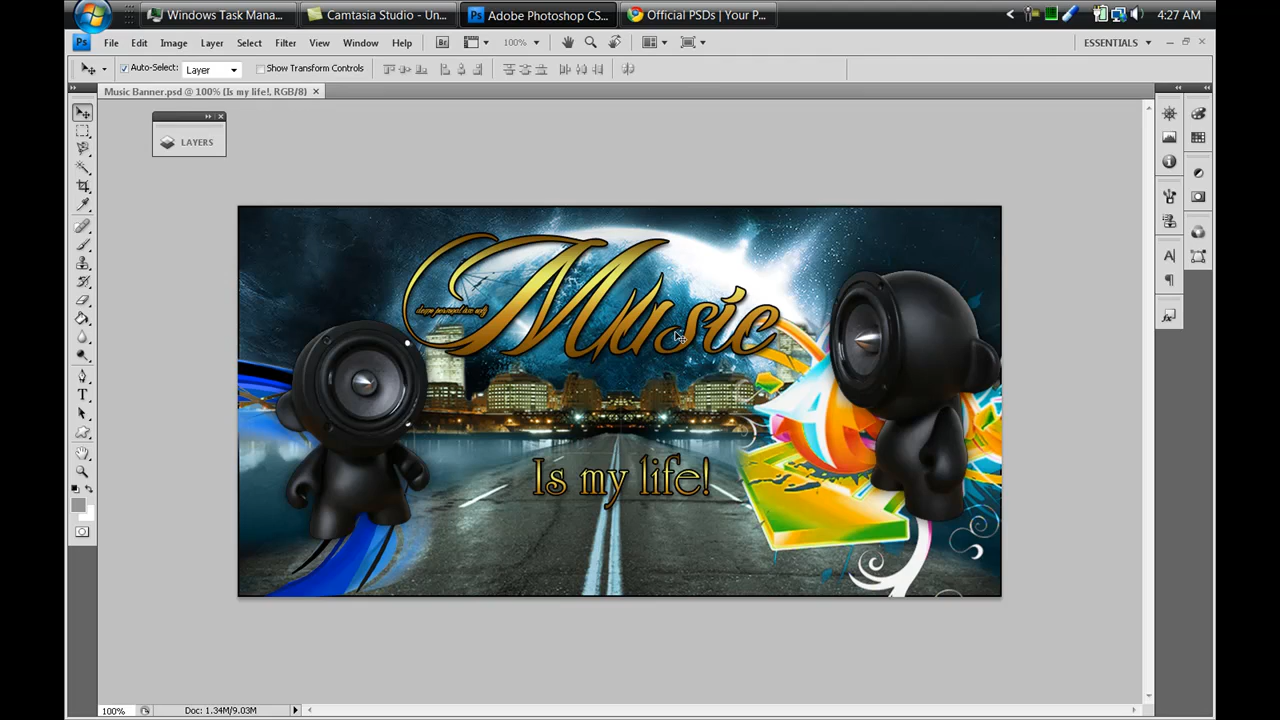 Windows Task Mana...
Camtasia Studio - Un...
Adobe Photoshop CS...
Official PSDs | Your P...
4:27 AM
Ps
File Edit Image Layer Select Filter View Window Help
Br
100%
ESSENTIALS
Auto-Select:
Layer
Show Transform Controls
Music Banner.psd @ 100% (Is my life!, RGB/8)
LAYERS
Music
Is my life!
100%
Doc: 1.34M/9.03M